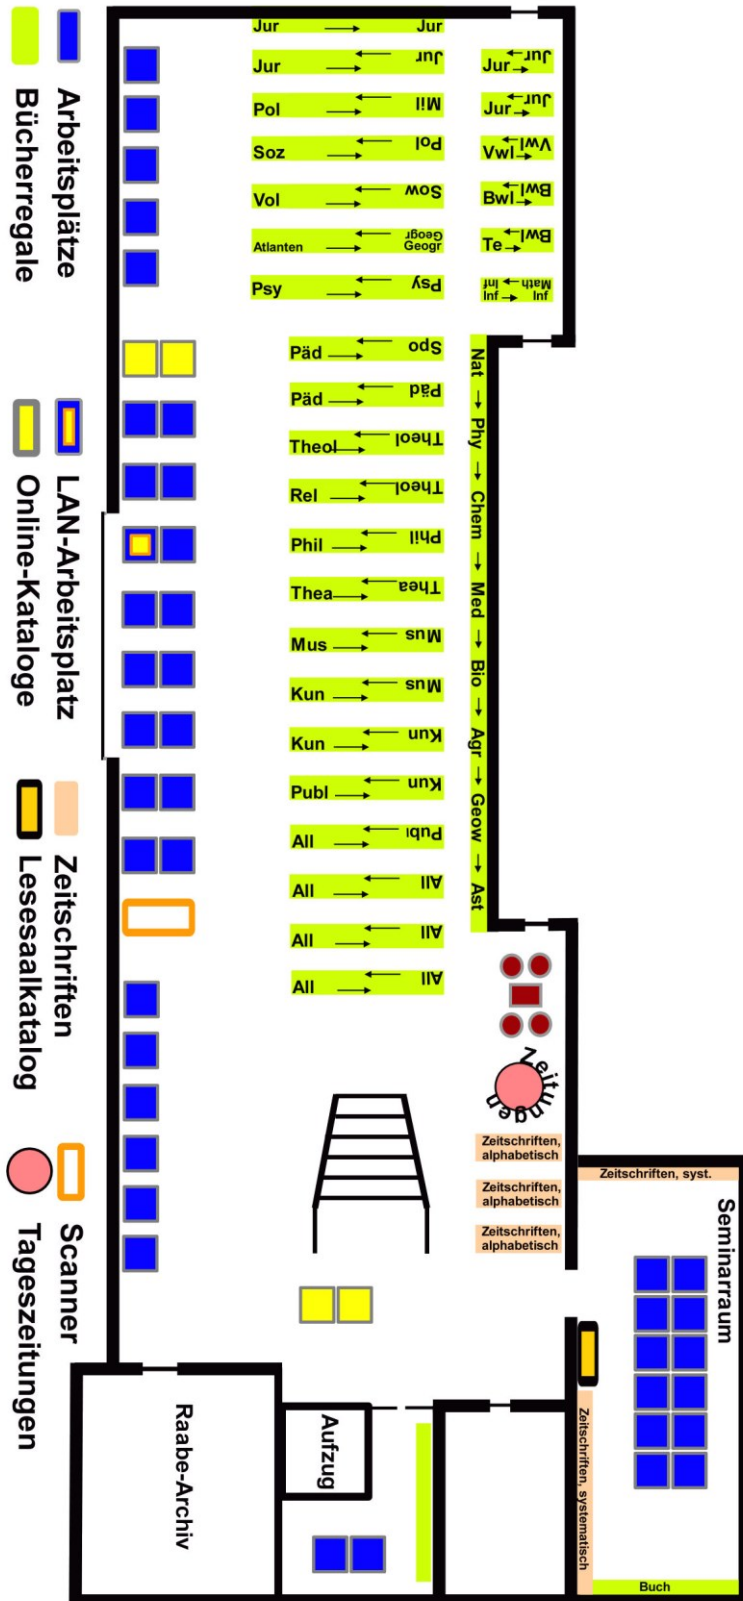 Jur Jur
Jur Jur
Jur Jur
Pol Mil
Jur Jur
Soz Pol
Vwl Vwl
Vol Sow
Bwl Bwl
Atlanten Geogr Geogr
Te Bwl
Psy Psy
Inf Math
Inf Inf
Päd Spo
Päd Päd
Theol Theol
Rel Theol
Phil Phil
Thea Thea
Mus Mus
Kun Mus
Kun Kun
Publ Kun
All Publ
All All
All All
All All
Nat Phy Chem Med Bio Agr Geow Ast
Zeitungen
Zeitschriften,
alphabetisch
Zeitschriften,
alphabetisch
Zeitschriften,
alphabetisch
Zeitschriften, syst.
Seminarraum
Zeitschriften, systematisch
Buch
Aufzug
Raabe-Archiv
Arbeitsplätze
LAN-Arbeitsplatz
Zeitschriften
Scanner
Bücherregale
Online-Kataloge
Lesesaalkatalog
Tageszeitungen